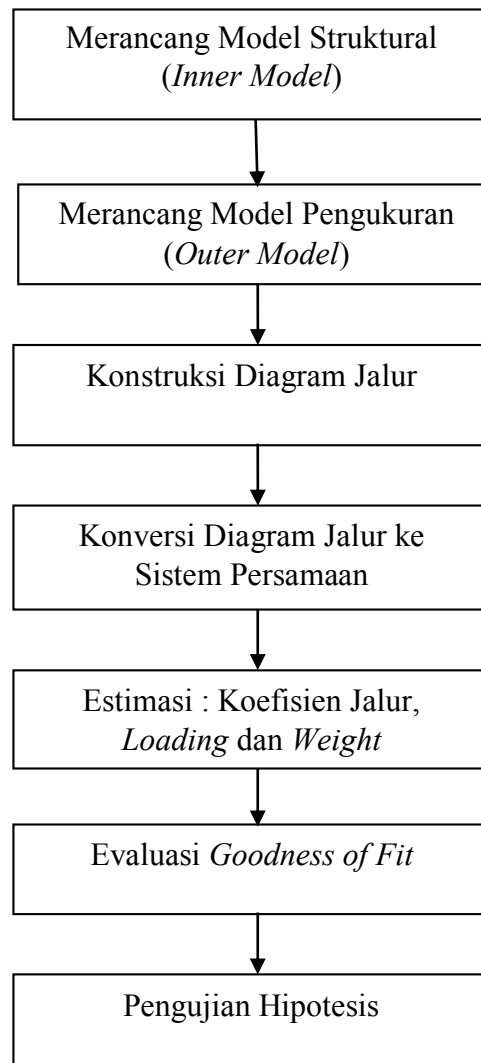 Merancang Model Struktural
(Inner Model)
Merancang Model Pengukuran
(Outer Model)
Konstruksi Diagram Jalur
Konversi Diagram Jalur ke
Sistem Persamaan
Estimasi : Koefisien Jalur,
Loading dan Weight
Evaluasi Goodness of Fit
Pengujian Hipotesis